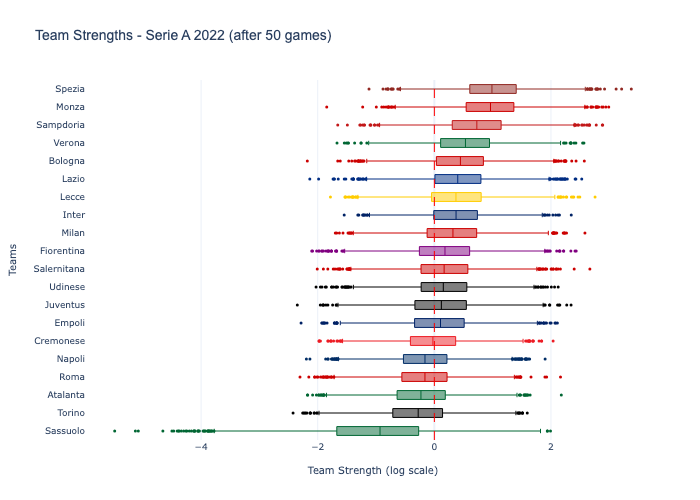 Team Strengths - Serie A 2022 (after 50 games)
Spezia
Monza
Sampdoria
Verona
Bologna
Lazio
Lecce
Inter
Milan
Fiorentina
Salernitana
Udinese
Juventus
Empoli
Cremonese
Napoli
Roma
Atalanta
Torino
Sassuolo
Teams
−4 −2 0 2
Team Strength (log scale)